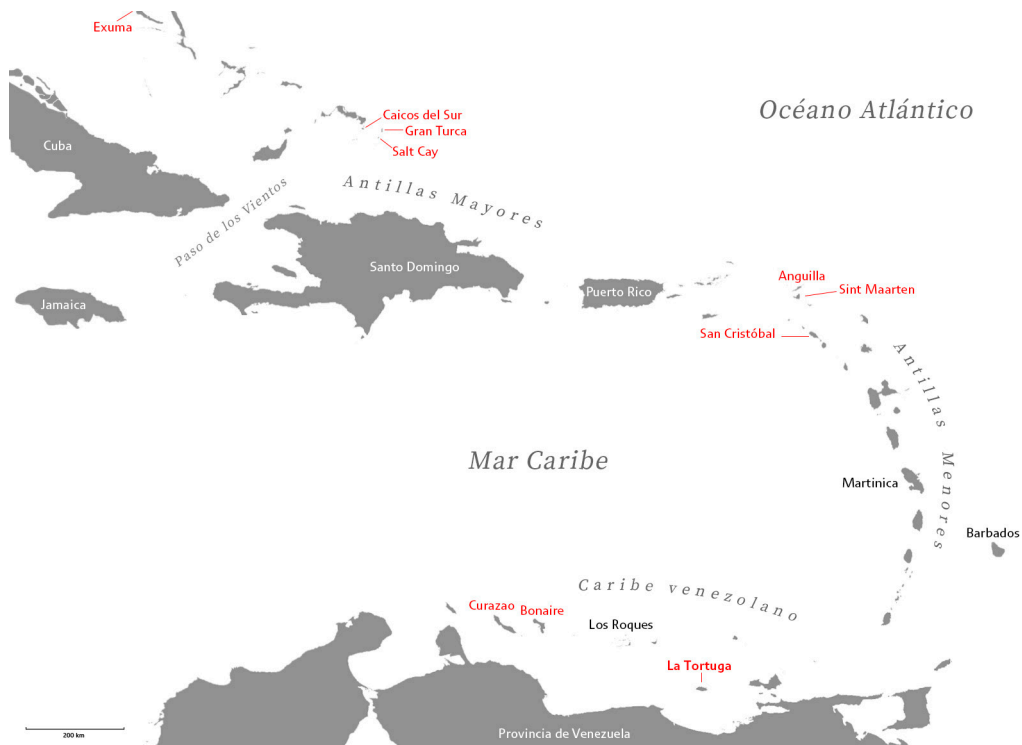 Exuma
Caicos del Sur
Océano Atlántico
Gran Turca
Cuba
Salt Cay
Antillas Mayores
Paso de los Vientos
Santo Domingo
Anguilla
Puerto Rico
Sint Maarten
Jamaica
San Cristóbal
Antillas Menores
Mar Caribe
Martinica
Barbados
Caribe venezolano
Curazao
Bonaire
Los Roques
La Tortuga
200 km
Provincia de Venezuela